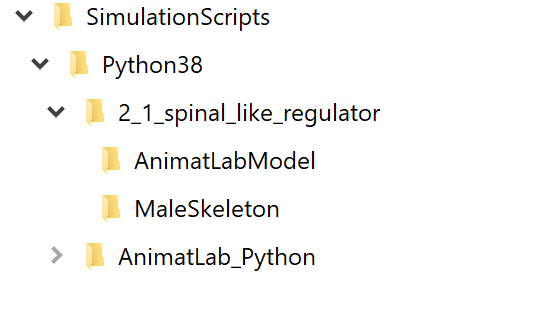 SimulationScripts
Python38
2_1_spinal_like_regulator
AnimatLabModel
MaleSkeleton
AnimatLab_Python